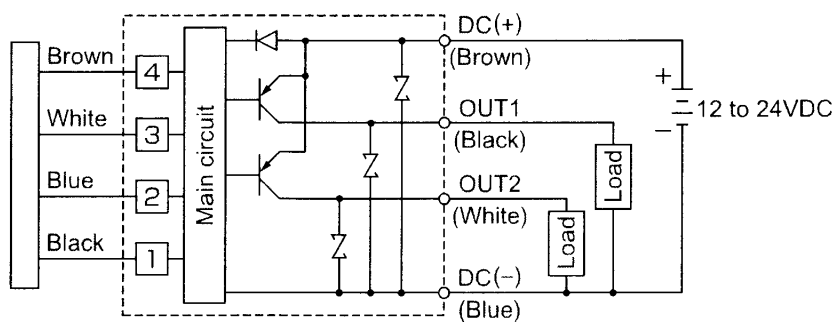 Brown
4
White
3
Blue
2
Black
1
Main circuit
DC(+)
(Brown)
OUT1
(Black)
OUT2
(White)
DC(−)
(Blue)
Load
Load
+
−
12 to 24VDC